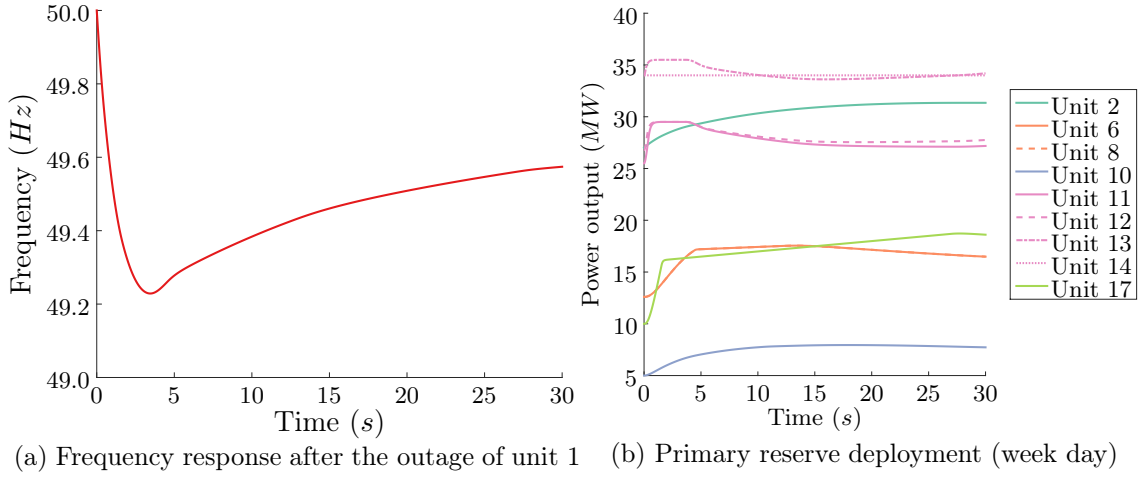 50.0
49.8
49.6
49.4
49.2
49.0
Frequency (Hz)
0 5 10 15 20 25 30
Time (s)
(a) Frequency response after the outage of unit 1
40
35
30
25
20
15
10
5
Power output (MW)
0 5 10 15 20 25 30
Time (s)
Unit 2
Unit 6
Unit 8
Unit 10
Unit 11
Unit 12
Unit 13
Unit 14
Unit 17
(b) Primary reserve deployment (week day)